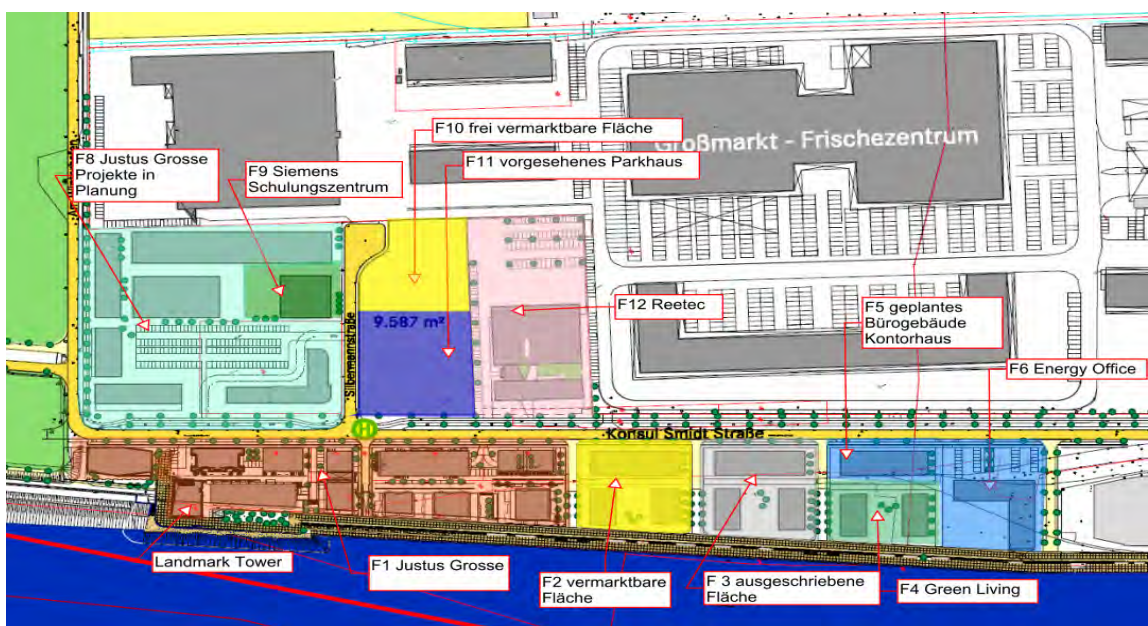 F10 frei vermarktbare Fläche
Großmarkt - Frischezentrum
F8 Justus Grosse
Projekte in
Planung
F9 Siemens
Schulungszentrum
F11 vorgesehenes Parkhaus
F12 Reetec
F5 geplantes
Bürogebäude
Kontorhaus
9.587 m²
Silbermannstraße
F6 Energy Office
H
Konsul Smidt Straße
Landmark Tower
F1 Justus Grosse
F2 vermarktbare
Fläche
F 3 ausgeschriebene
Fläche
F4 Green Living